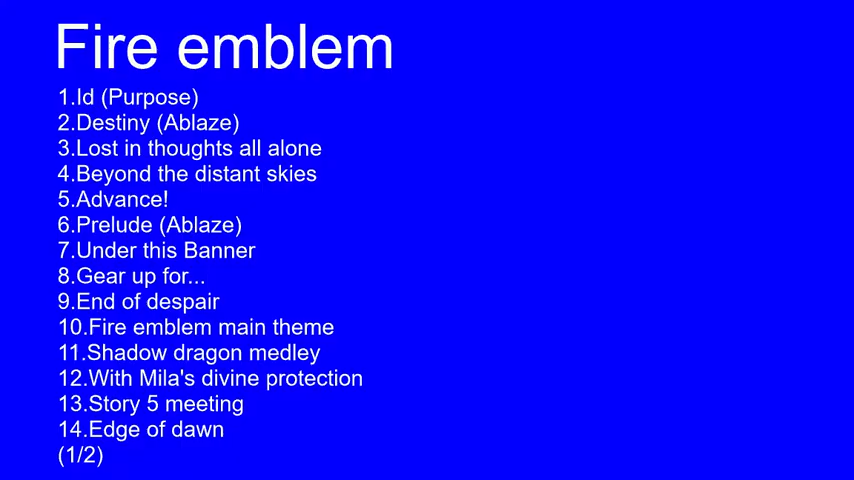 Fire emblem
1.Id (Purpose)
2.Destiny (Ablaze)
3.Lost in thoughts all alone
4.Beyond the distant skies
5.Advance!
6.Prelude (Ablaze)
7.Under this Banner
8.Gear up for...
9.End of despair
10.Fire emblem main theme
11.Shadow dragon medley
12.With Mila's divine protection
13.Story 5 meeting
14.Edge of dawn
(1/2)